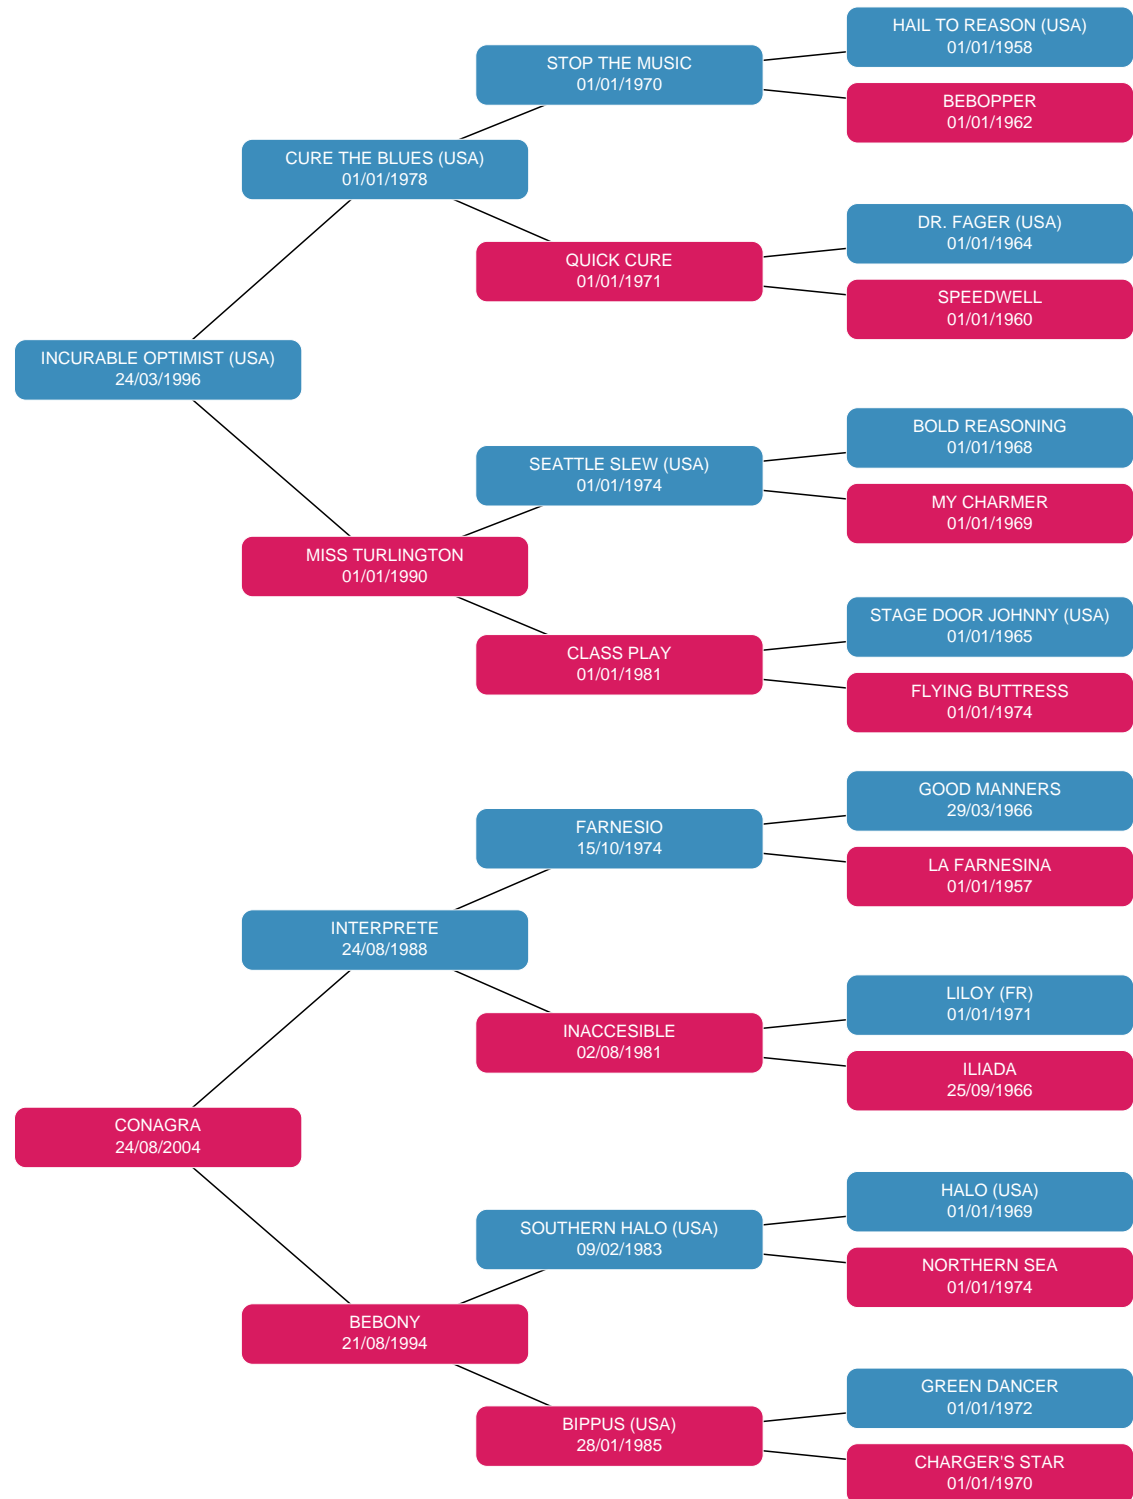 HAIL TO REASON (USA)
01/01/1958
STOP THE MUSIC
01/01/1970
BEBOPPER
01/01/1962
CURE THE BLUES (USA)
01/01/1978
DR. FAGER (USA)
01/01/1964
QUICK CURE
01/01/1971
SPEEDWELL
01/01/1960
INCURABLE OPTIMIST (USA)
24/03/1996
BOLD REASONING
01/01/1968
SEATTLE SLEW (USA)
01/01/1974
MY CHARMER
01/01/1969
MISS TURLINGTON
01/01/1990
STAGE DOOR JOHNNY (USA)
01/01/1965
CLASS PLAY
01/01/1981
FLYING BUTTRESS
01/01/1974
GOOD MANNERS
29/03/1966
FARNESIO
15/10/1974
LA FARNESINA
01/01/1957
INTERPRETE
24/08/1988
LILOY (FR)
01/01/1971
INACCESIBLE
02/08/1981
ILIADA
25/09/1966
CONAGRA
24/08/2004
HALO (USA)
01/01/1969
SOUTHERN HALO (USA)
09/02/1983
NORTHERN SEA
01/01/1974
BEBONY
21/08/1994
GREEN DANCER
01/01/1972
BIPPUS (USA)
28/01/1985
CHARGER'S STAR
01/01/1970